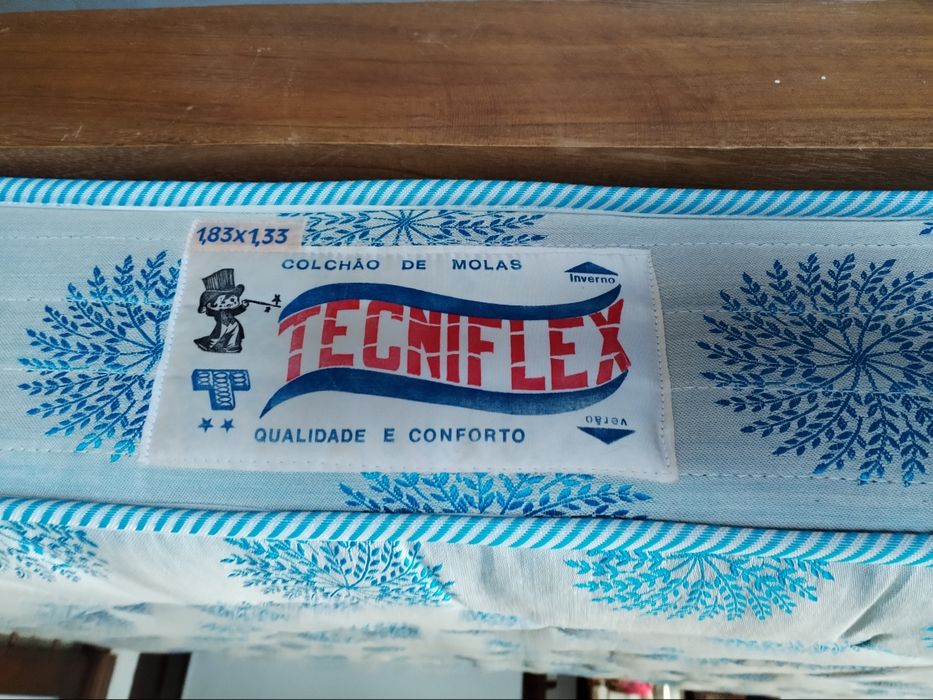 1,83x1,33
COLCHÃO DE MOLAS
Inverno
TECNIFLEX
T
verão
QUALIDADE E CONFORTO